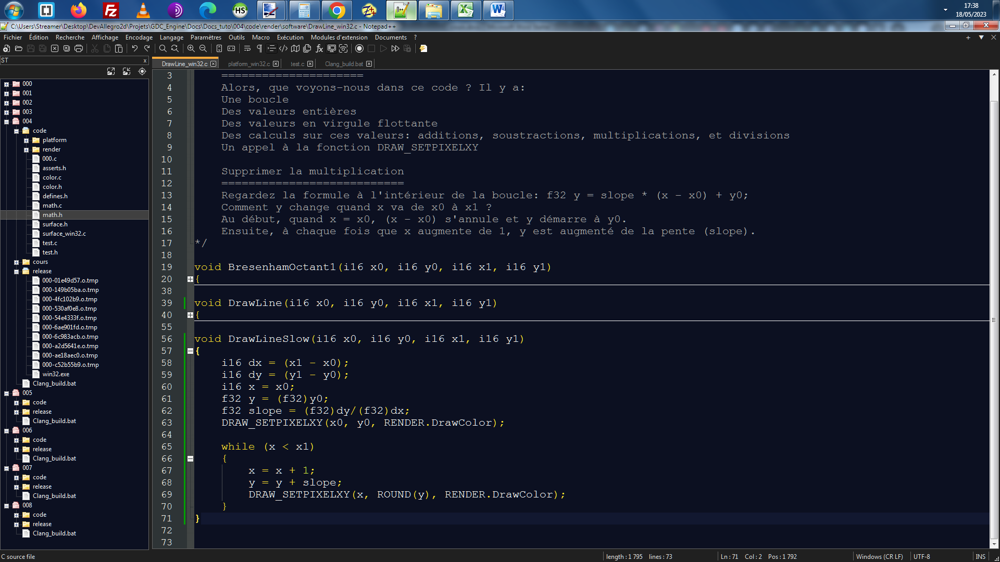 17:38
18/05/2023
C:\Users\Streamer\Desktop\DevAllegro2d\Projets\GDC_Engine\Docs\Docs_tuto\004\code\render\software\DrawLine_win32.c - Notepad++
Fichier Édition Recherche Affichage Encodage Langage Paramètres Outils Macro Exécution Modules d'extension Documents ?
ST
000
001
002
003
004
code
platform
render
000.c
asserts.h
color.c
color.h
defines.h
math.c
math.h
surface.h
surface_win32.c
test.c
test.h
cours
release
000-01e49d57.o.tmp
000-149b05ba.o.tmp
000-4fc102b9.o.tmp
000-530af0e8.o.tmp
000-54e4333f.o.tmp
000-6ae901fd.o.tmp
000-6c983acb.o.tmp
000-a2d5641e.o.tmp
000-ae18aec0.o.tmp
000-c52b55b9.o.tmp
win32.exe
Clang_build.bat
005
code
release
Clang_build.bat
006
code
release
Clang_build.bat
007
code
release
Clang_build.bat
008
code
release
Clang_build.bat
DrawLine_win32.c platform_win32.c test.c Clang_build.bat
3 =====================
4 Alors, que voyons-nous dans ce code ? Il y a:
5 Une boucle
6 Des valeurs entières
7 Des valeurs en virgule flottante
8 Des calculs sur ces valeurs: additions, soustractions, multiplications, et divisions
9 Un appel à la fonction DRAW_SETPIXELXY
10
11 Supprimer la multiplication
12 ===========================
13 Regardez la formule à l'intérieur de la boucle: f32 y = slope * (x - x0) + y0;
14 Comment y change quand x va de x0 à x1 ?
15 Au début, quand x = x0, (x - x0) s'annule et y démarre à y0.
16 Ensuite, à chaque fois que x augmente de 1, y est augmenté de la pente (slope).
17 */
18
19 void BresenhamOctant1(i16 x0, i16 y0, i16 x1, i16 y1)
20 {
38
39 void DrawLine(i16 x0, i16 y0, i16 x1, i16 y1)
40 {
55
56 void DrawLineSlow(i16 x0, i16 y0, i16 x1, i16 y1)
57 {
58 i16 dx = (x1 - x0);
59 i16 dy = (y1 - y0);
60 i16 x = x0;
61 f32 y = (f32)y0;
62 f32 slope = (f32)dy/(f32)dx;
63 DRAW_SETPIXELXY(x0, y0, RENDER.DrawColor);
64
65 while (x < x1)
66 {
67 x = x + 1;
68 y = y + slope;
69 DRAW_SETPIXELXY(x, ROUND(y), RENDER.DrawColor);
70 }
71 }
72
73
C source file length : 1 795 lines : 73 Ln : 71 Col : 2 Pos : 1 792 Windows (CR LF) UTF-8 INS